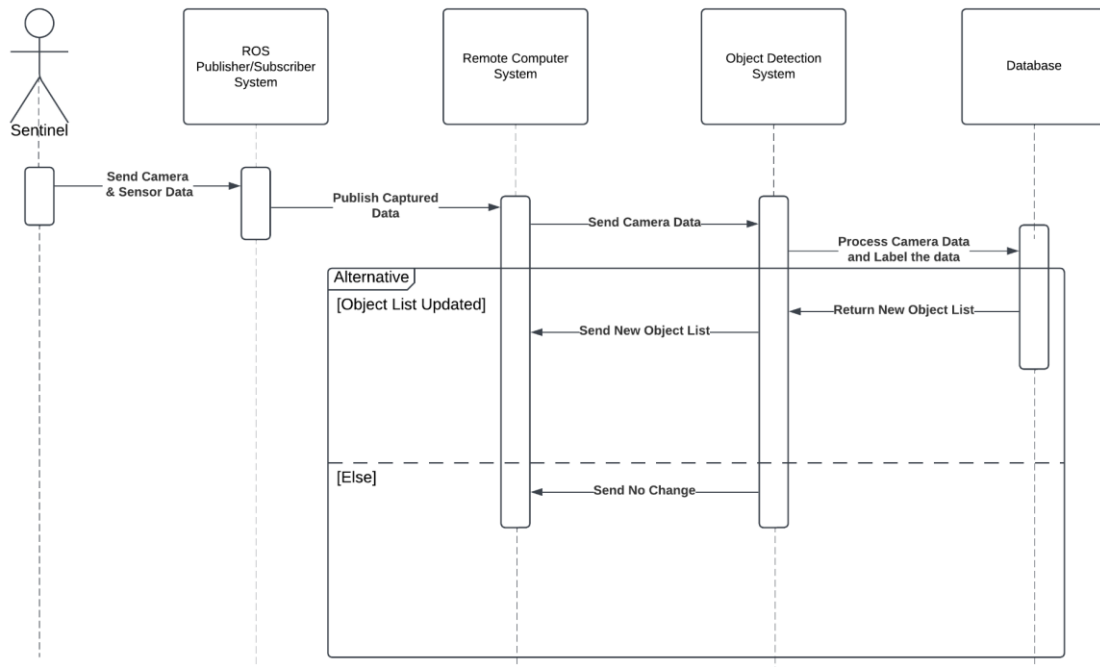 ROS
Publisher/Subscriber
System
Remote Computer
System
Object Detection
System
Database
Sentinel
Send Camera
& Sensor Data
Publish Captured
Data
Send Camera Data
Process Camera Data
and Label the data
Alternative
[Object List Updated]
Return New Object List
Send New Object List
[Else]
Send No Change